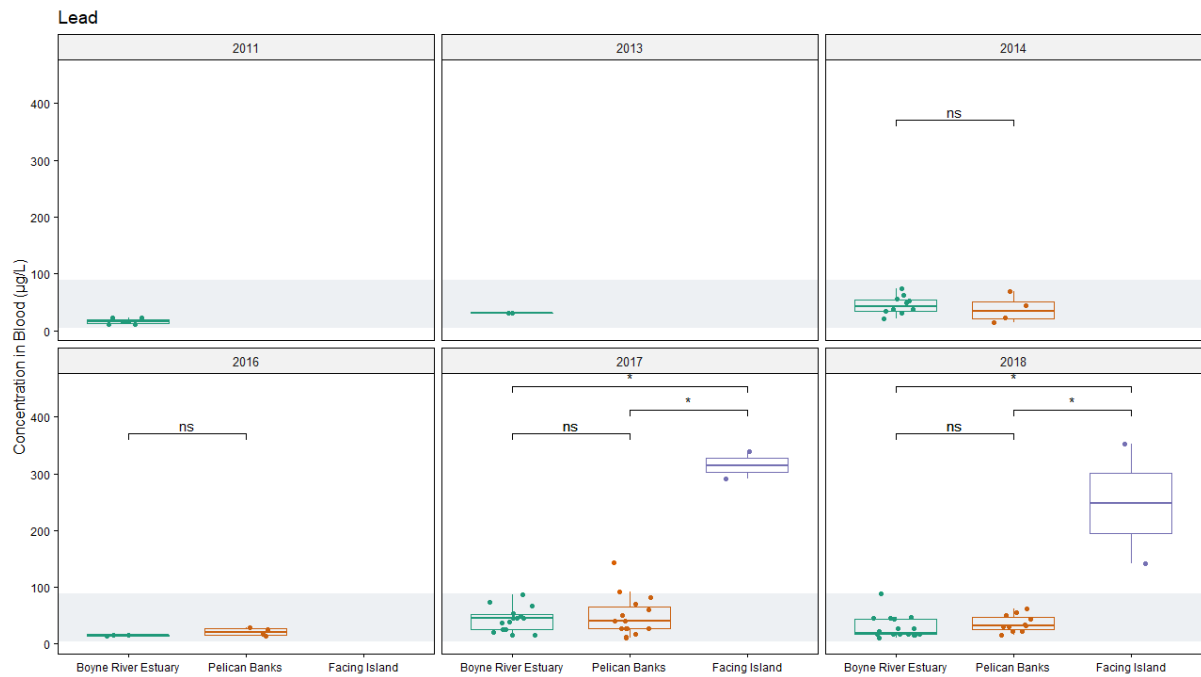 Lead
2011
2013
2014
400
300
200
100
0
ns
2016
2017
2018
400
300
200
100
0
ns
*
*
ns
*
*
ns
Concentration in Blood (µg/L)
Boyne River Estuary
Pelican Banks
Facing Island
Boyne River Estuary
Pelican Banks
Facing Island
Boyne River Estuary
Pelican Banks
Facing Island